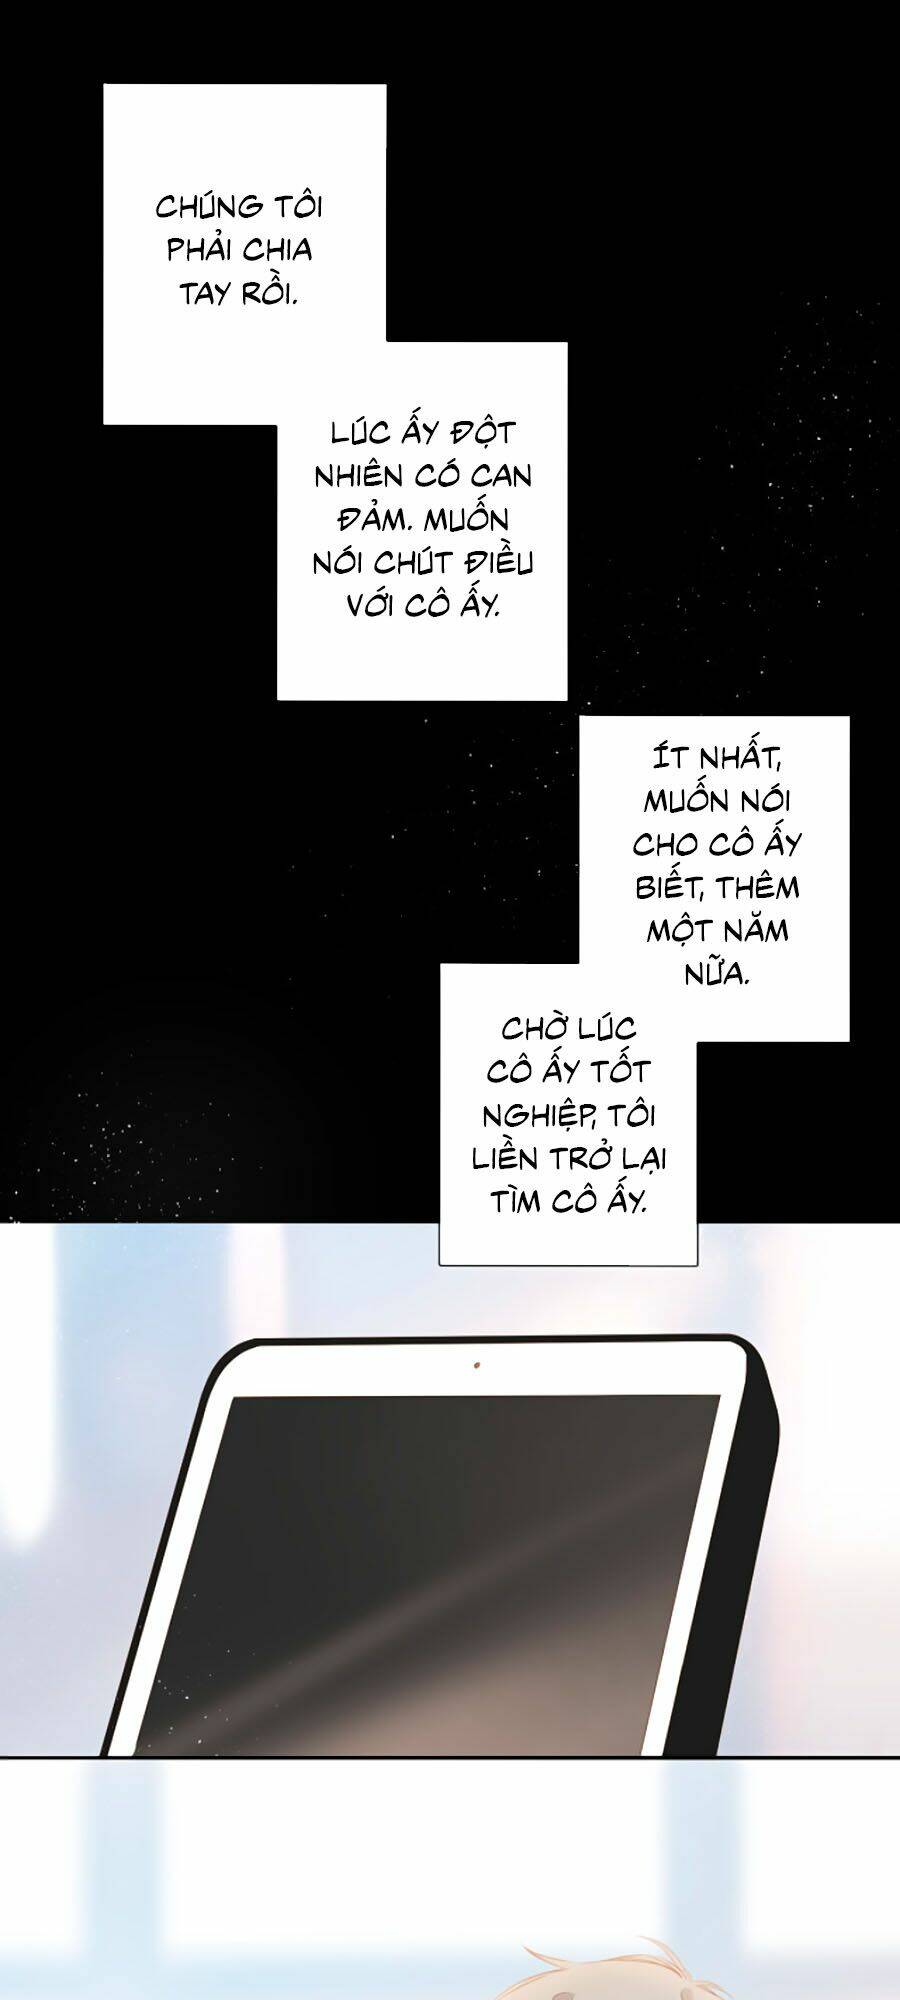 CHÚNG TÔI
PHẢI CHIA
TAY RỒI.
LÚC ẤY ĐỘT
NHIÊN CÓ CAN
ĐẢM. MUỐN
NÓI CHÚT ĐIỀU
VỚI CÔ ẤY.
ÍT NHẤT,
MUỐN NÓI
CHO CÔ ẤY
BIẾT, THÊM
MỘT NĂM
NỮA.
CHỜ LÚC
CÔ ẤY TỐT
NGHIỆP, TÔI
LIỀN TRỞ LẠI
TÌM CÔ ẤY.